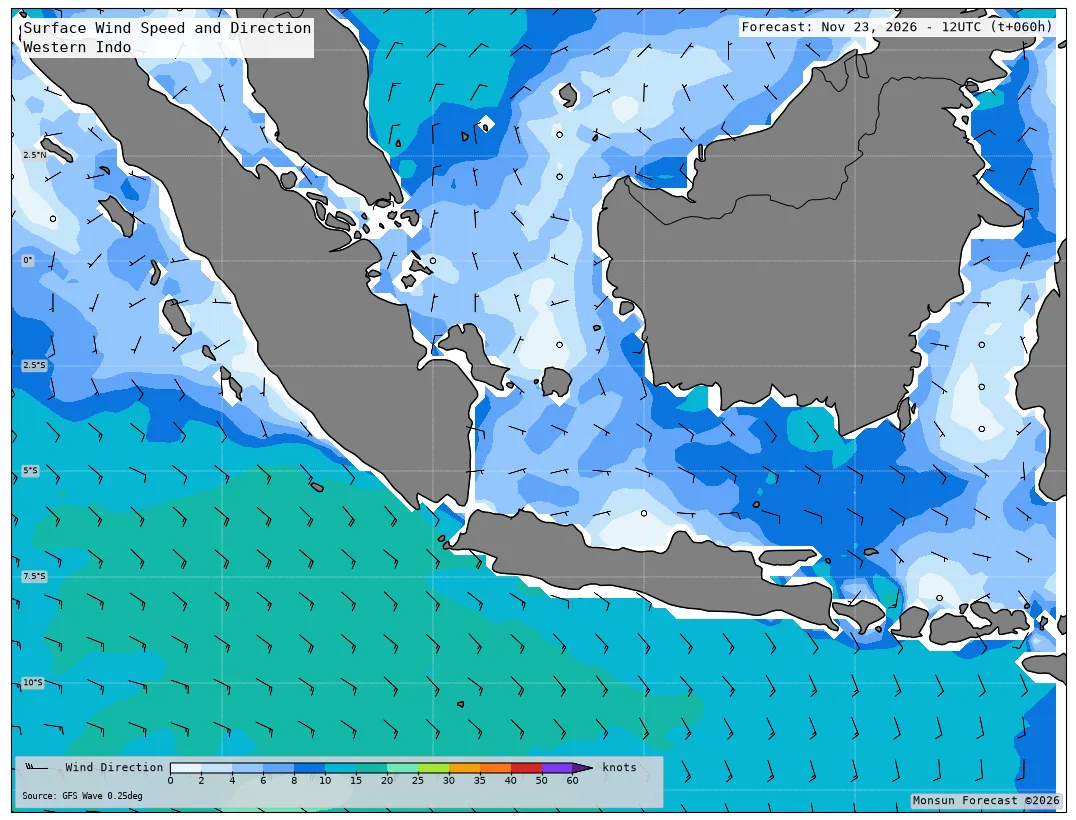 Surface Wind Speed and Direction
Western Indo
Forecast: Nov 23, 2026 - 12UTC (t+060h)
2.5°N
0°
2.5°S
5°S
7.5°S
10°S
Wind Direction
0 2 4 6 8 10 15 20 25 30 35 40 50 60
knots
Source: GFS Wave 0.25deg
Monsun Forecast ©2026